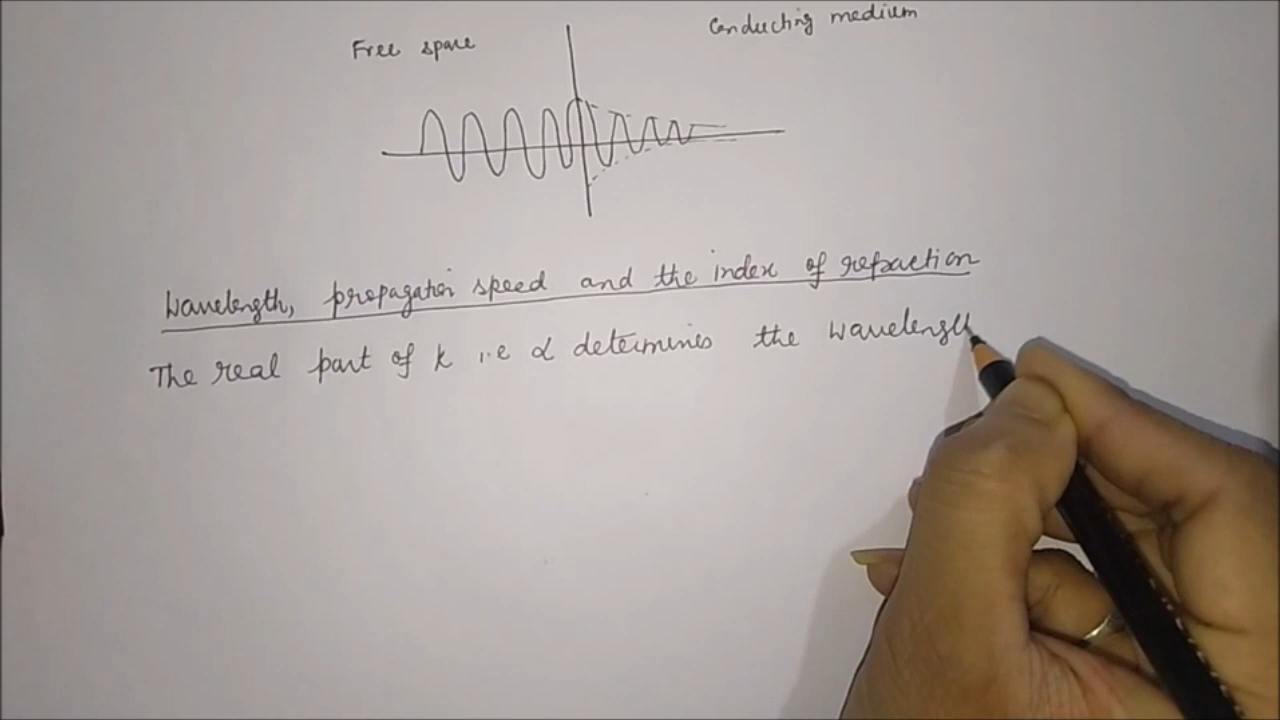 Conducting medium
Free space
Wavelength, propagation speed and the index of refraction
The real part of k i.e α determines the wavelength